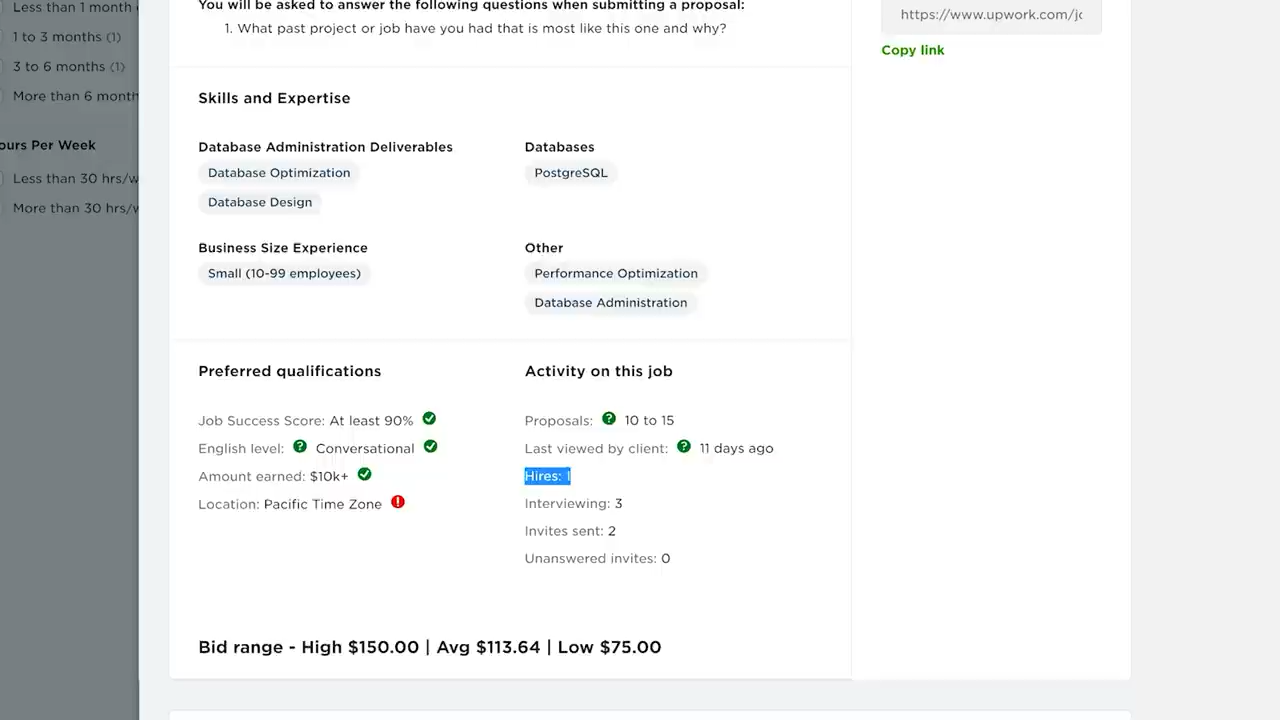 Less than 1 month
1 to 3 months (1)
3 to 6 months (1)
More than 6 month
ours Per Week
Less than 30 hrs/w
More than 30 hrs/w
You will be asked to answer the following questions when submitting a proposal:
1. What past project or job have you had that is most like this one and why?
Skills and Expertise
Database Administration Deliverables
Database Optimization
Database Design
Databases
PostgreSQL
Business Size Experience
Small (10-99 employees)
Other
Performance Optimization
Database Administration
Preferred qualifications
Job Success Score: At least 90%
English level: ? Conversational
Amount earned: $10k+
Location: Pacific Time Zone !
Activity on this job
Proposals: ? 10 to 15
Last viewed by client: ? 11 days ago
Hires: 1
Interviewing: 3
Invites sent: 2
Unanswered invites: 0
Bid range - High $150.00 | Avg $113.64 | Low $75.00
https://www.upwork.com/jc
Copy link